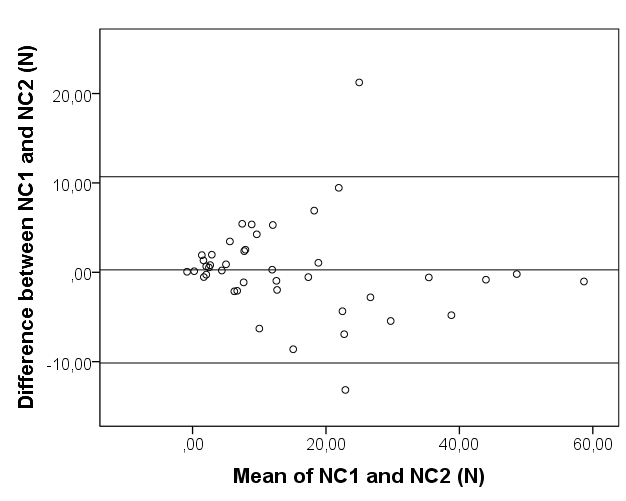 Difference between NC1 and NC2 (N)
20,00
10,00
,00
-10,00
,00 20,00 40,00 60,00
Mean of NC1 and NC2 (N)